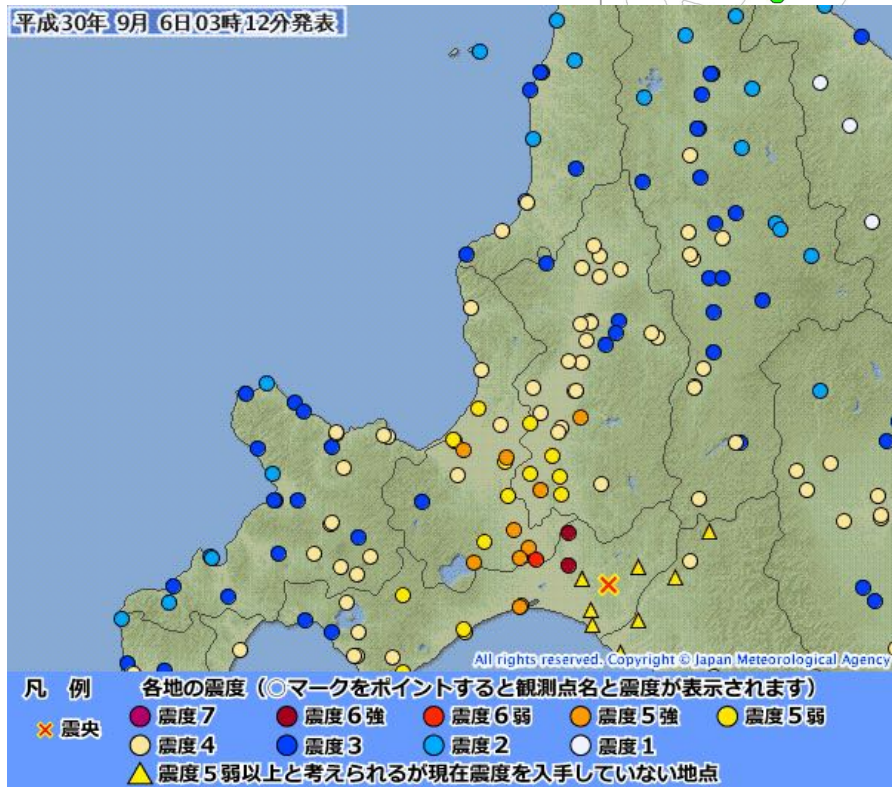 平成30年 9月 6日03時12分発表
All rights reserved. Copyright © Japan Meteorological Agency
凡 例 各地の震度（○マークをポイントすると観測点名と震度が表示されます）
震央 震度7 震度6強 震度6弱 震度5強 震度5弱
震度4 震度3 震度2 震度1
震度5弱以上と考えられるが現在震度を入手していない地点